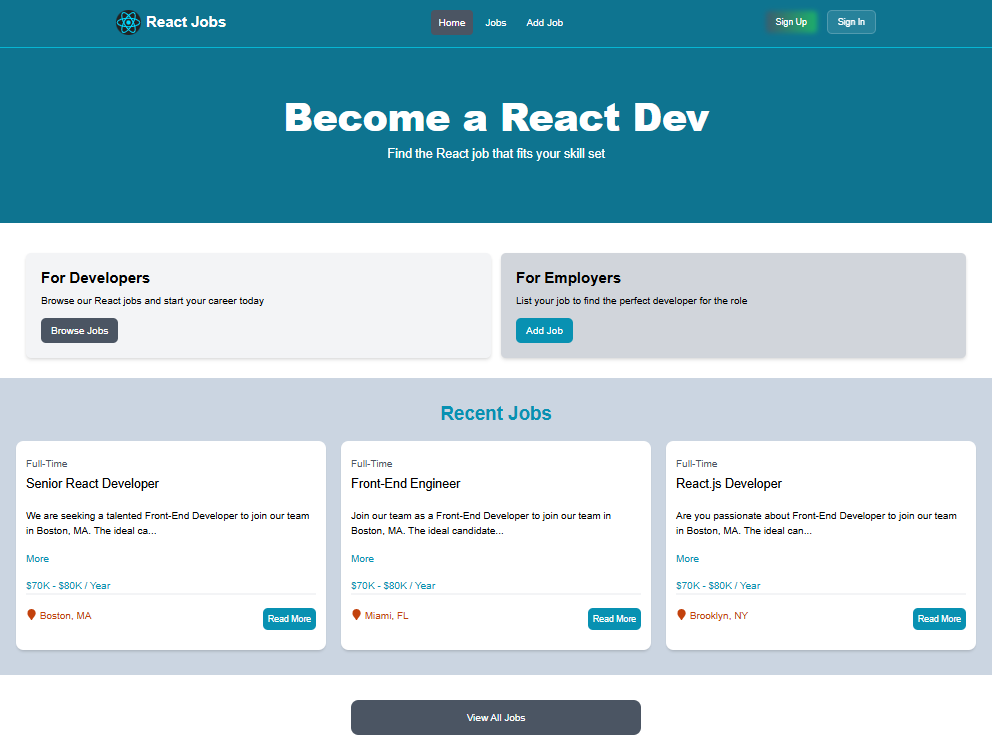 React Jobs
Home Jobs Add Job
Sign Up Sign In
Become a React Dev
Find the React job that fits your skill set
For Developers
Browse our React jobs and start your career today
Browse Jobs
For Employers
List your job to find the perfect developer for the role
Add Job
Recent Jobs
Full-Time
Senior React Developer
We are seeking a talented Front-End Developer to join our team
in Boston, MA. The ideal ca...
More
$70K - $80K / Year
Boston, MA
Read More
Full-Time
Front-End Engineer
Join our team as a Front-End Developer to join our team in
Boston, MA. The ideal candidate...
More
$70K - $80K / Year
Miami, FL
Read More
Full-Time
React.js Developer
Are you passionate about Front-End Developer to join our team
in Boston, MA. The ideal can...
More
$70K - $80K / Year
Brooklyn, NY
Read More
View All Jobs